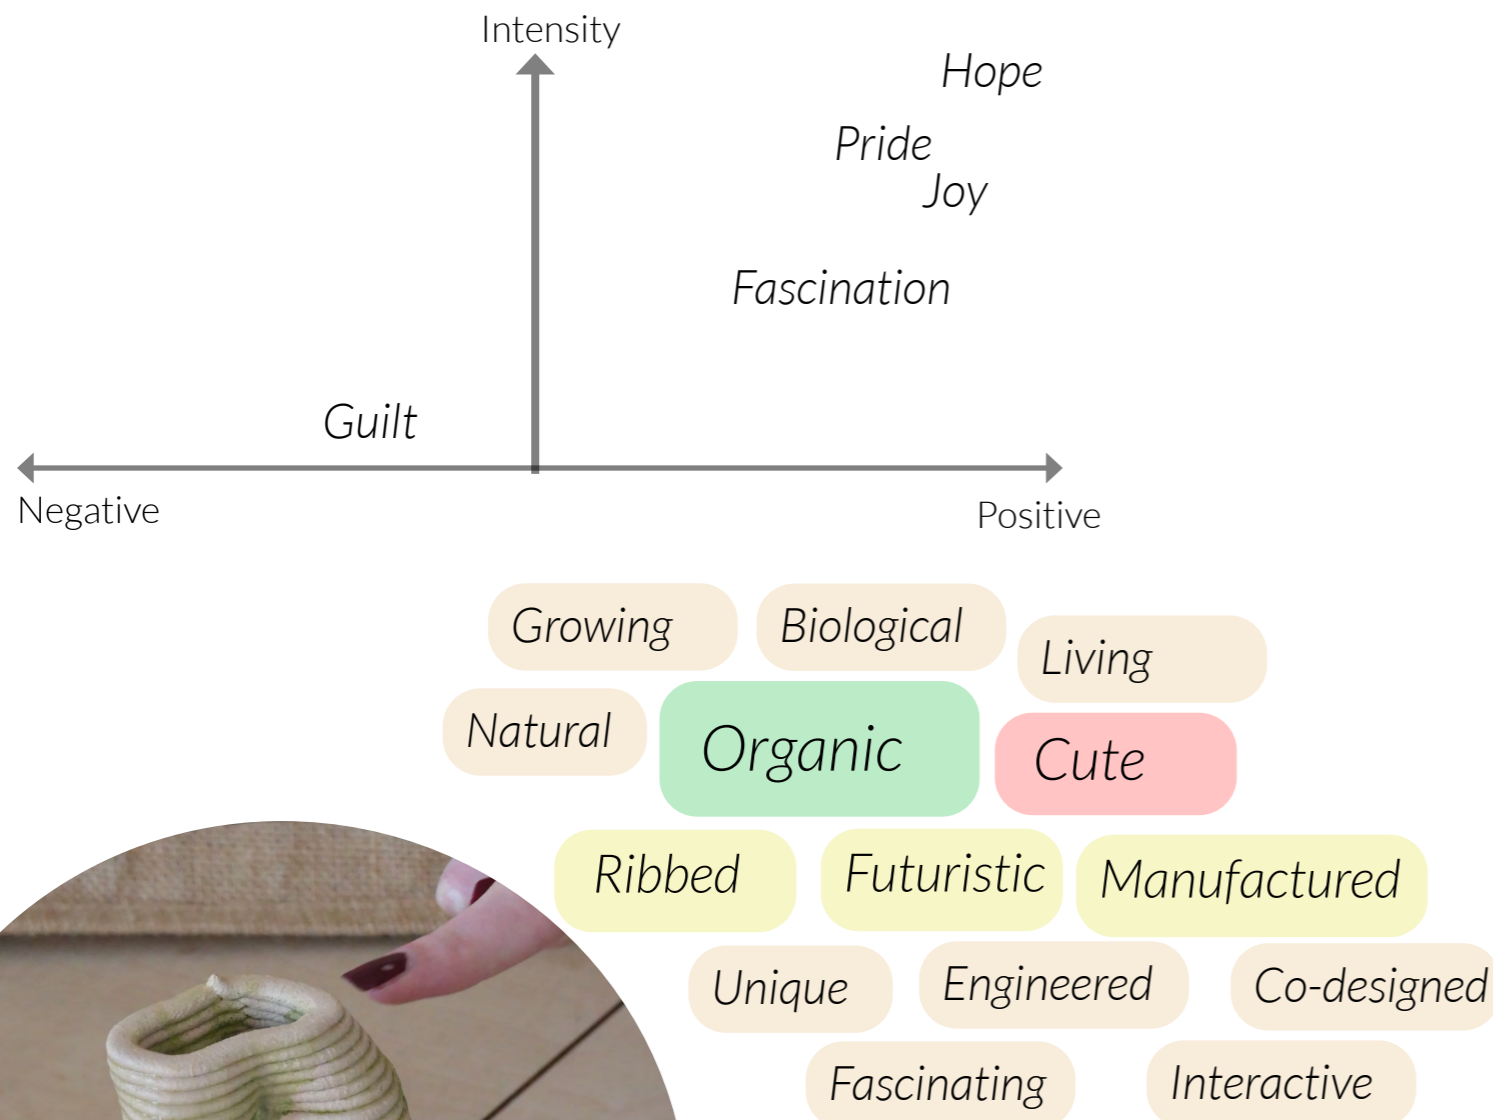 Intensity
Hope
Pride
Joy
Fascination
Guilt
Negative
Positive
Growing
Biological
Living
Natural
Organic
Cute
Ribbed
Futuristic
Manufactured
Unique
Engineered
Co-designed
Fascinating
Interactive